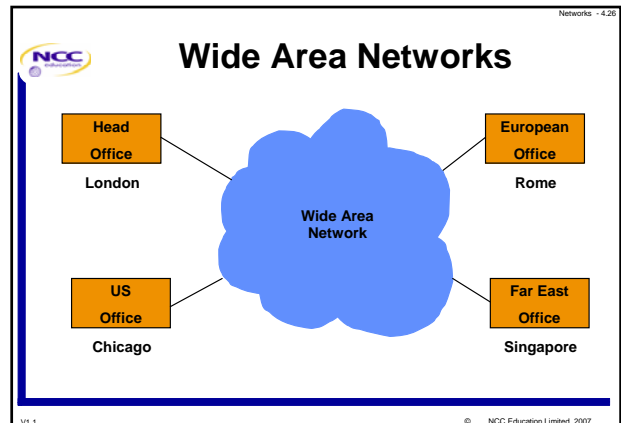 Networks - 4.26
NCC
education
Wide Area Networks
Head
Office
London
European
Office
Rome
Wide Area
Network
US
Office
Chicago
Far East
Office
Singapore
V1.1
© NCC Education Limited, 2007